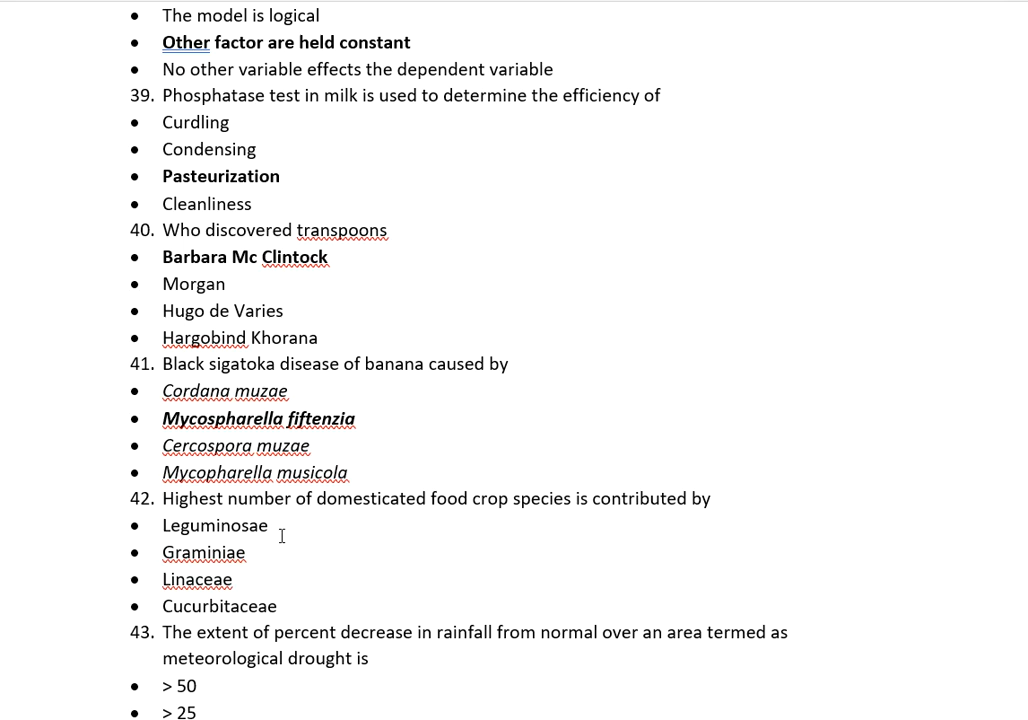 • The model is logical
• Other factor are held constant
• No other variable effects the dependent variable
39. Phosphatase test in milk is used to determine the efficiency of
• Curdling
• Condensing
• Pasteurization
• Cleanliness
40. Who discovered transpoons
• Barbara Mc Clintock
• Morgan
• Hugo de Varies
• Hargobind Khorana
41. Black sigatoka disease of banana caused by
• Cordana muzae
• Mycospharella fiftenzia
• Cercospora muzae
• Mycopharella musicola
42. Highest number of domesticated food crop species is contributed by
• Leguminosae
• Graminiae
• Linaceae
• Cucurbitaceae
43. The extent of percent decrease in rainfall from normal over an area termed as
meteorological drought is
• > 50
• > 25